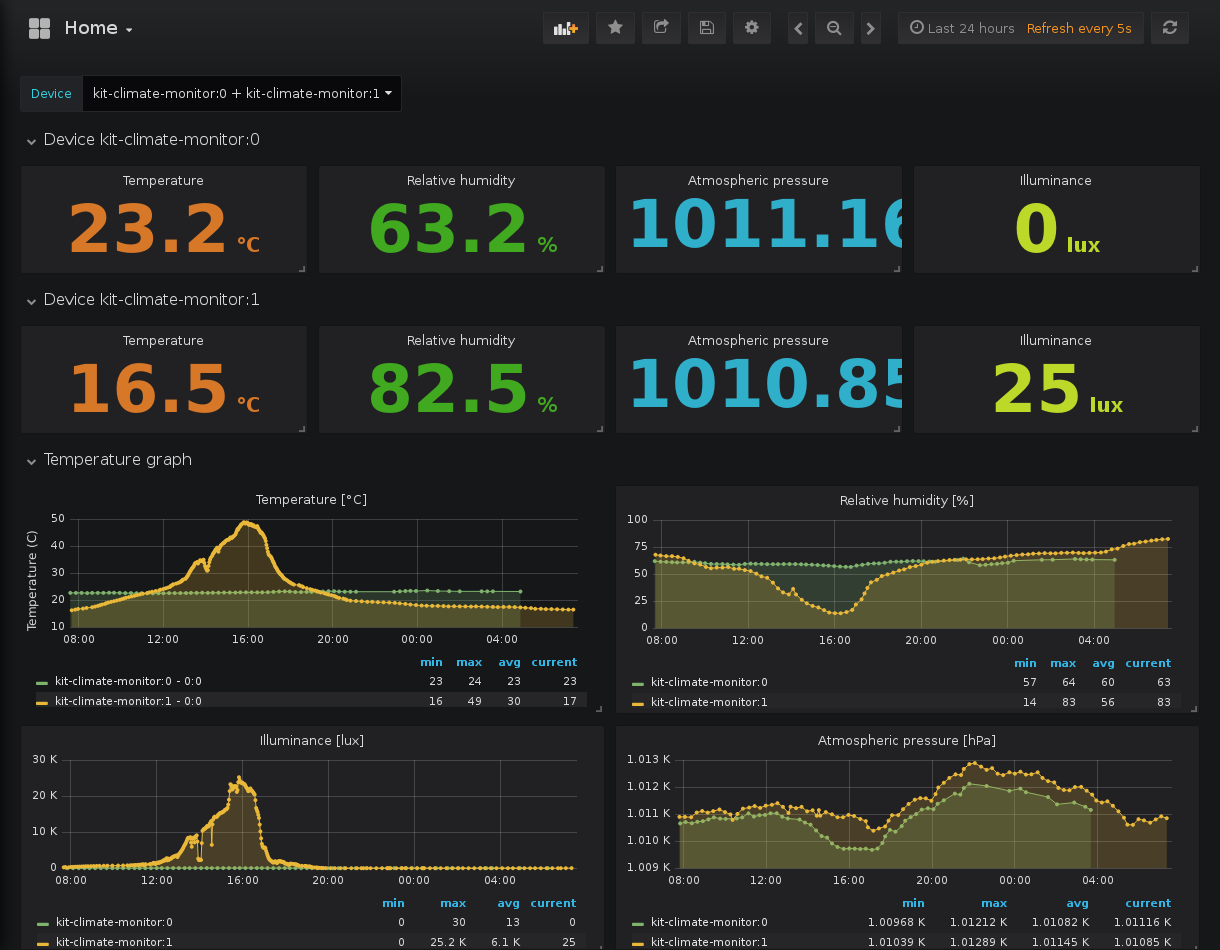 Home
Last 24 hours Refresh every 5s
Device kit-climate-monitor:0 + kit-climate-monitor:1
Device kit-climate-monitor:0
Temperature Relative humidity Atmospheric pressure Illuminance
23.2 °C 63.2 % 1011.16 0 lux
Device kit-climate-monitor:1
Temperature Relative humidity Atmospheric pressure Illuminance
16.5 °C 82.5 % 1010.85 25 lux
Temperature graph
Temperature [°C]
Temperature (C)
50
40
30
20
10
08:00 12:00 16:00 20:00 00:00 04:00
min max avg current
kit-climate-monitor:0 - 0:0 23 24 23 23
kit-climate-monitor:1 - 0:0 16 49 30 17
Relative humidity [%]
100
75
50
25
0
08:00 12:00 16:00 20:00 00:00 04:00
min max avg current
kit-climate-monitor:0 57 64 60 63
kit-climate-monitor:1 14 83 56 83
Illuminance [lux]
30 K
20 K
10 K
0
08:00 12:00 16:00 20:00 00:00 04:00
min max avg current
kit-climate-monitor:0 0 30 13 0
kit-climate-monitor:1 0 25.2 K 6.1 K 25
Atmospheric pressure [hPa]
1.013 K
1.012 K
1.011 K
1.010 K
1.009 K
08:00 12:00 16:00 20:00 00:00 04:00
min max avg current
kit-climate-monitor:0 1.00968 K 1.01212 K 1.01082 K 1.01116 K
kit-climate-monitor:1 1.01039 K 1.01289 K 1.01145 K 1.01085 K